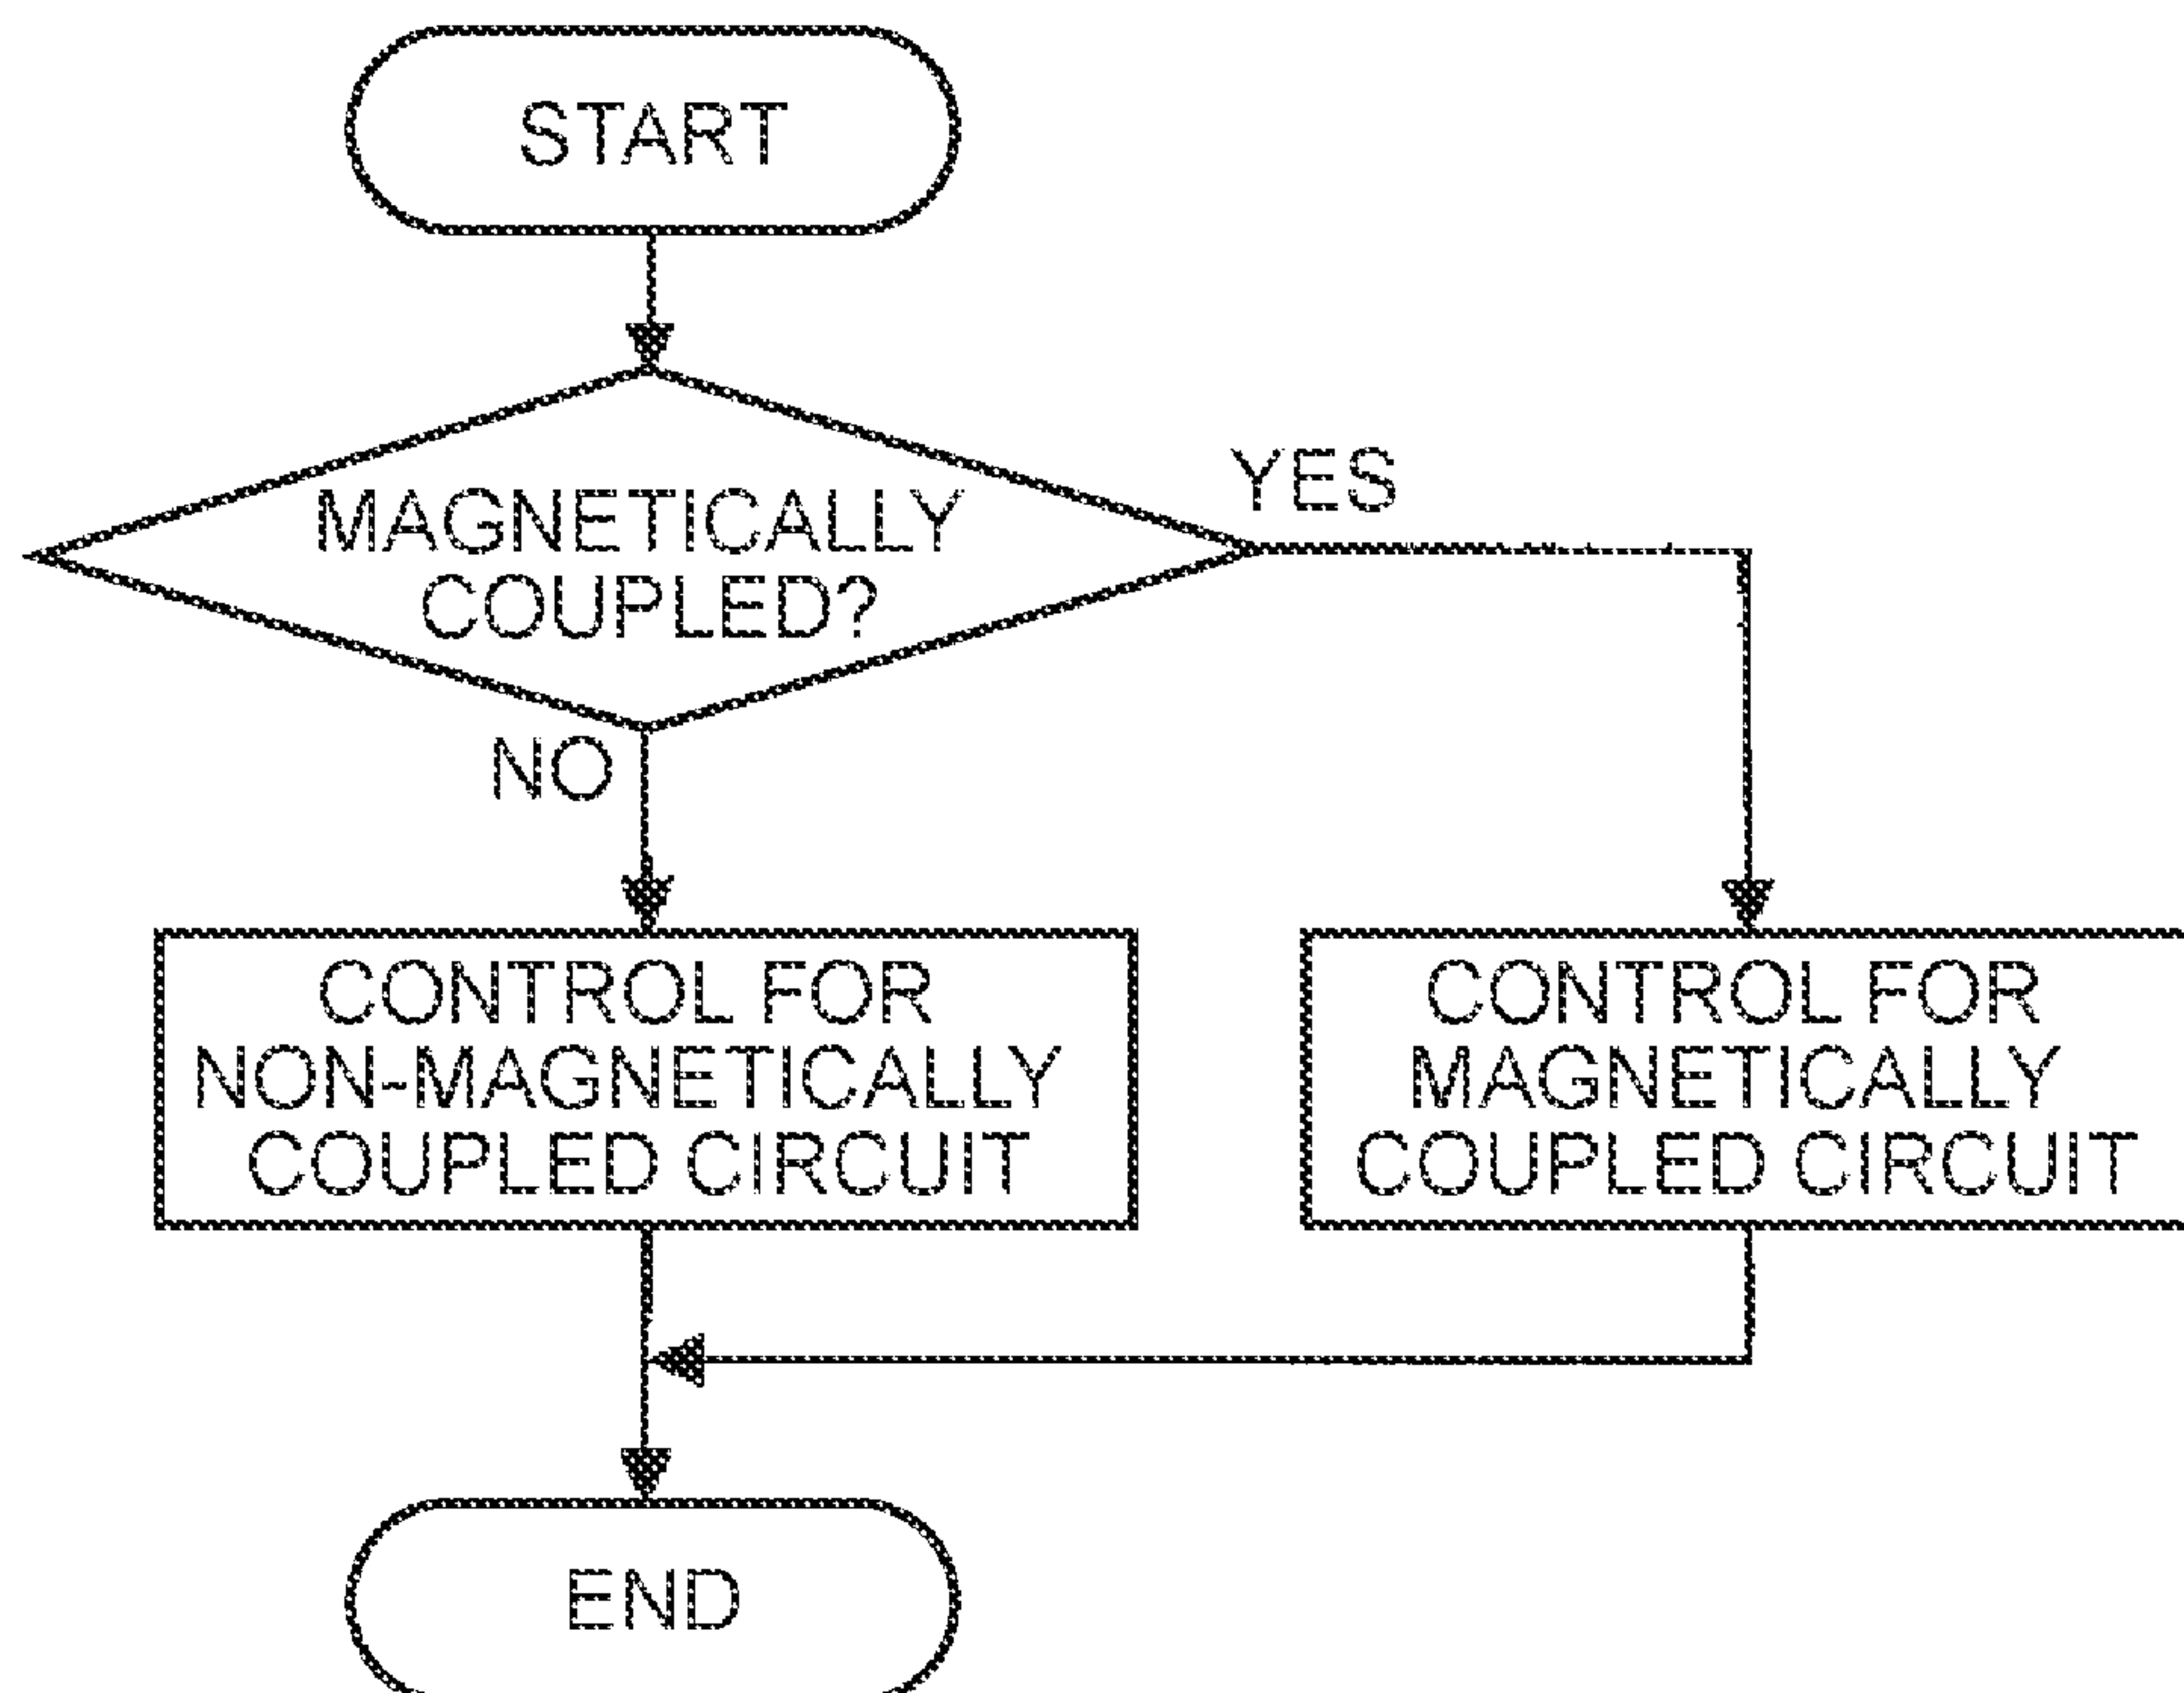 START
MAGNETICALLY
COUPLED?
YES
NO
CONTROL FOR
NON-MAGNETICALLY
COUPLED CIRCUIT
CONTROL FOR
MAGNETICALLY
COUPLED CIRCUIT
END